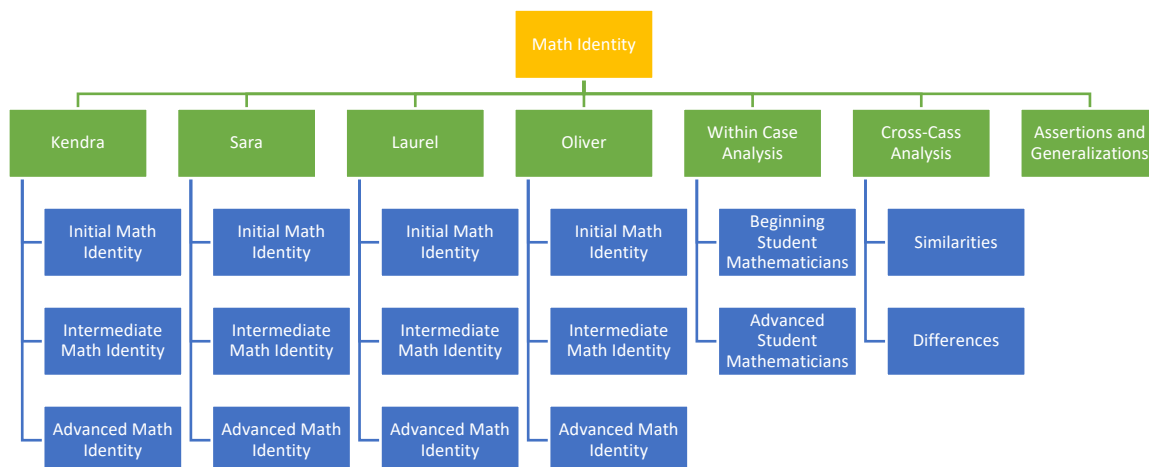 Math Identity
Kendra
Sara
Laurel
Oliver
Within Case
Analysis
Cross-Cass
Analysis
Assertions and
Generalizations
Initial Math
Identity
Initial Math
Identity
Initial Math
Identity
Initial Math
Identity
Beginning
Student
Mathematicians
Similarities
Intermediate
Math Identity
Intermediate
Math Identity
Intermediate
Math Identity
Intermediate
Math Identity
Advanced
Student
Mathematicians
Differences
Advanced Math
Identity
Advanced Math
Identity
Advanced Math
Identity
Advanced Math
Identity